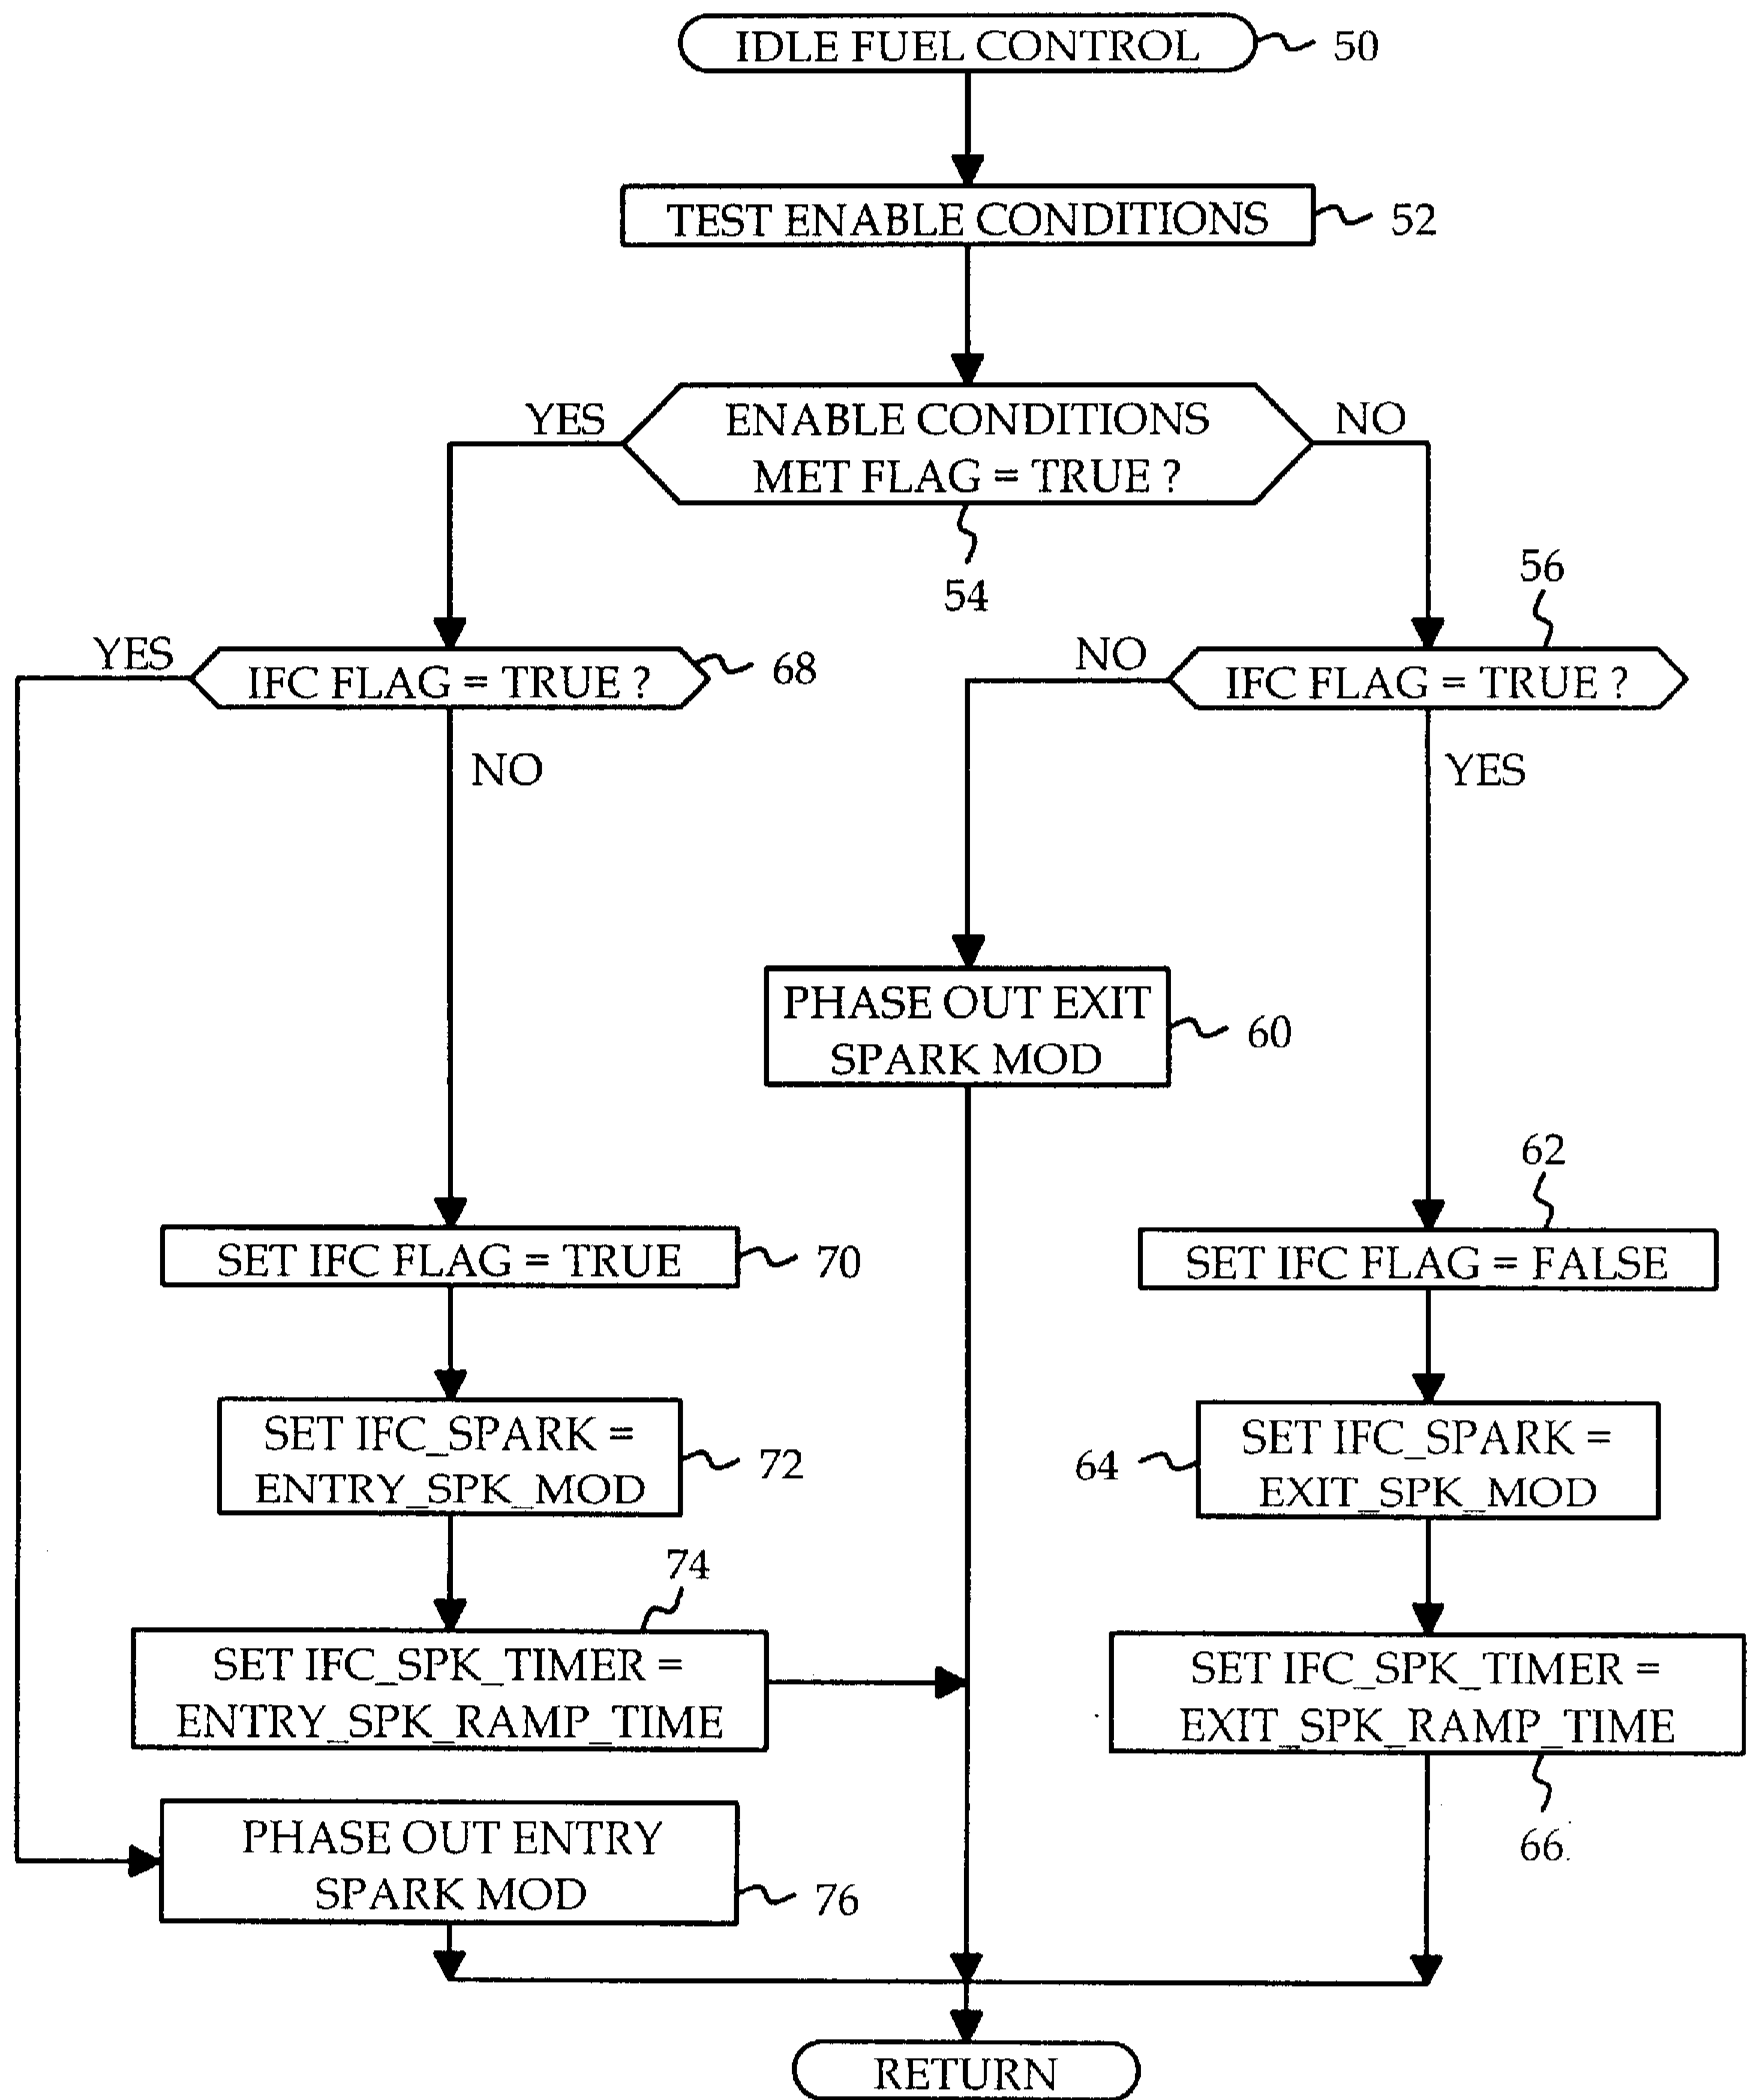 IDLE FUEL CONTROL
50
TEST ENABLE CONDITIONS
52
YES
ENABLE CONDITIONS
MET FLAG = TRUE ?
NO
54
56
YES
IFC FLAG = TRUE ?
68
NO
IFC FLAG = TRUE ?
NO
YES
PHASE OUT EXIT
SPARK MOD
60
62
SET IFC FLAG = TRUE
70
SET IFC FLAG = FALSE
SET IFC_SPARK =
ENTRY_SPK_MOD
72
64
SET IFC_SPARK =
EXIT_SPK_MOD
74
SET IFC_SPK_TIMER =
ENTRY_SPK_RAMP_TIME
SET IFC_SPK_TIMER =
EXIT_SPK_RAMP_TIME
66
PHASE OUT ENTRY
SPARK MOD
76
RETURN